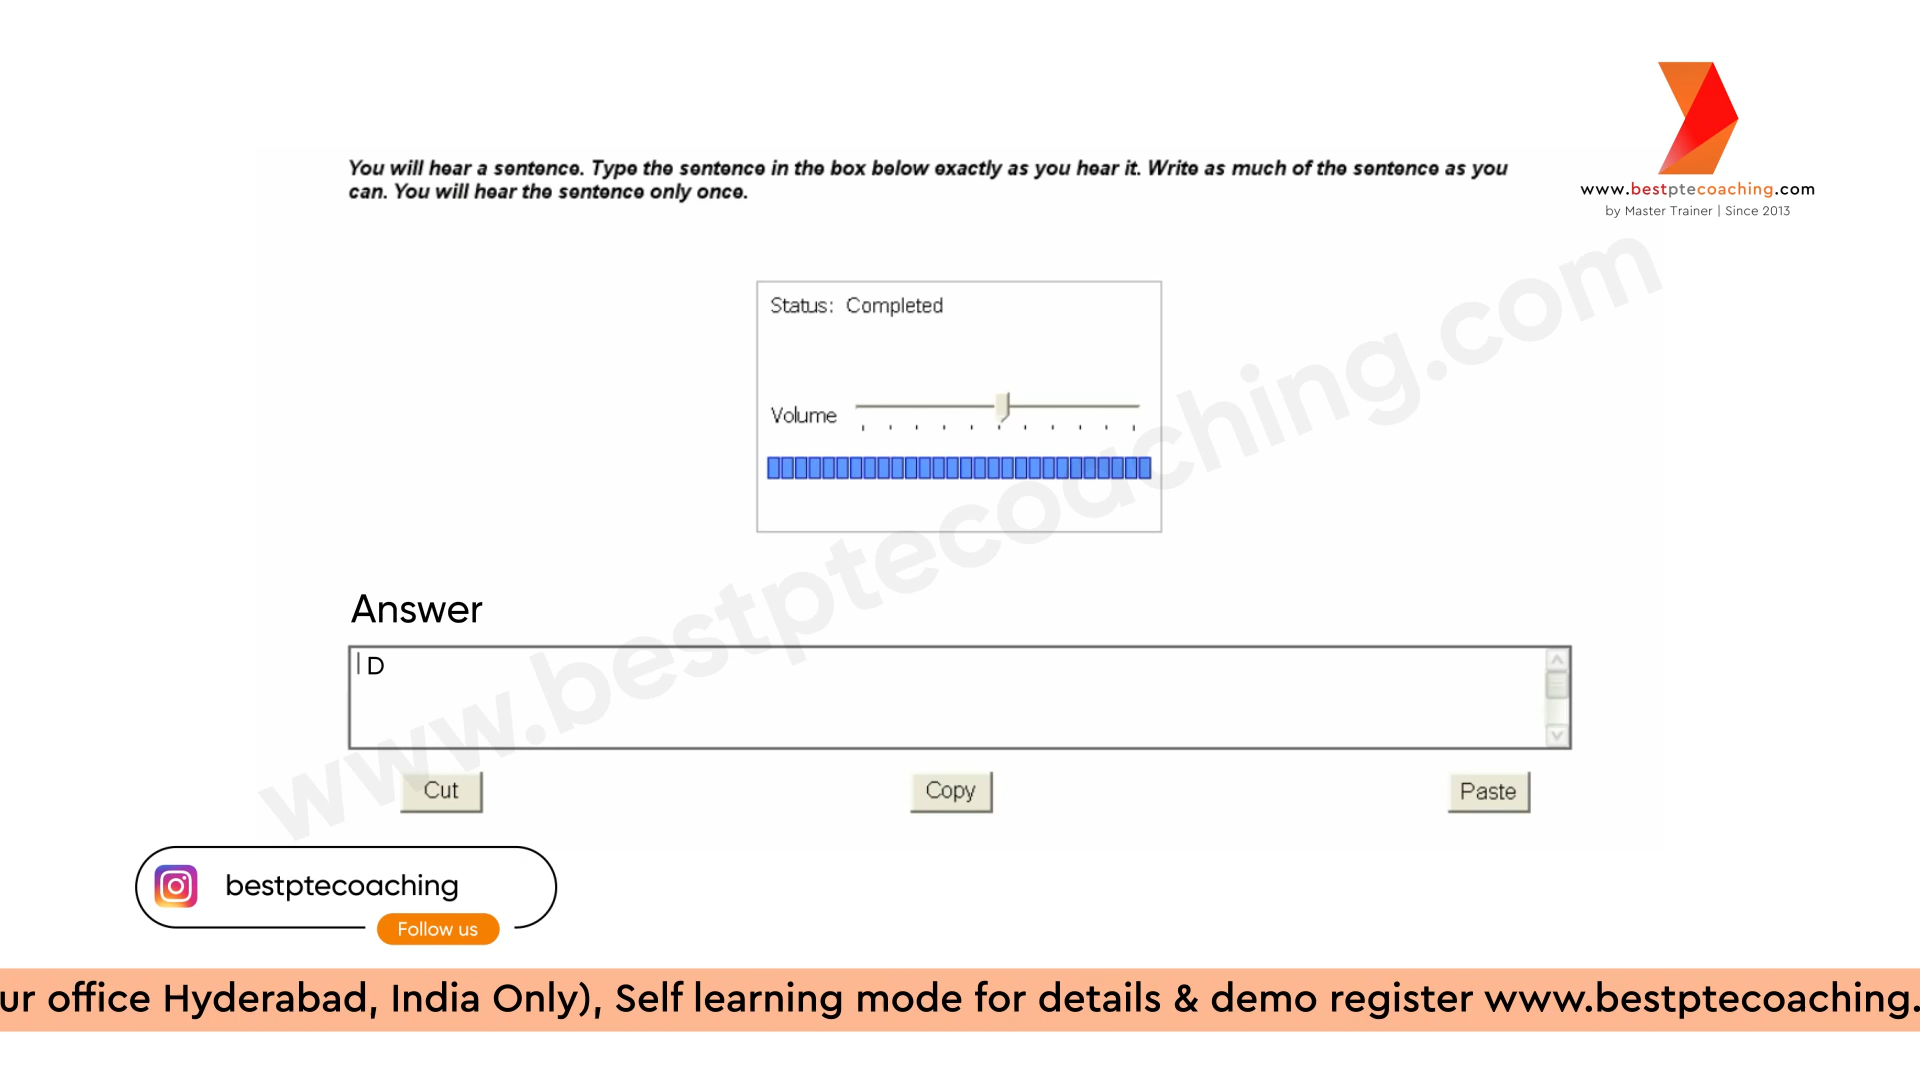 You will hear a sentence. Type the sentence in the box below exactly as you hear it. Write as much of the sentence as you
can. You will hear the sentence only once.
www.bestptecoaching.com
by Master Trainer | Since 2013
Status: Completed
Volume
www.bestptecoaching.com
Answer
D
Cut
Copy
Paste
bestptecoaching
Follow us
ur office Hyderabad, India Only), Self learning mode for details & demo register www.bestptecoaching.